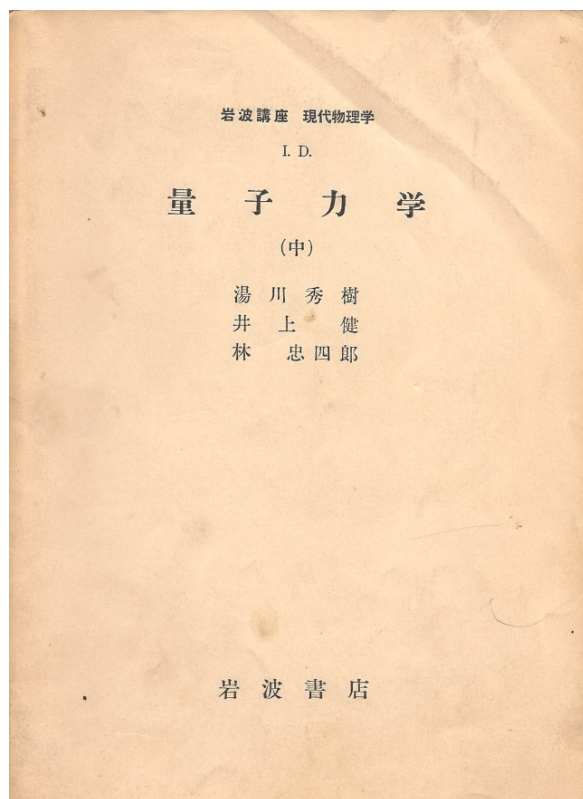 岩波講座 現代物理学
I. D.
量子力学
(中)
湯川秀樹
井上健
林忠四郎
岩波書店